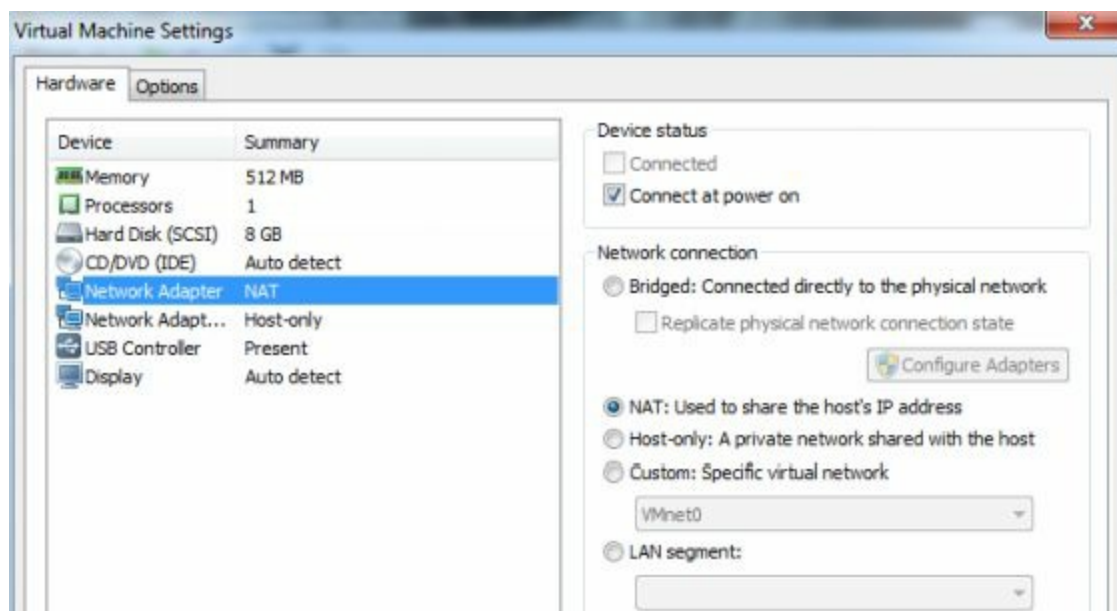 Virtual Machine Settings
Hardware Options
Device Summary
Memory 512 MB
Processors 1
Hard Disk (SCSI) 8 GB
CD/DVD (IDE) Auto detect
Network Adapter NAT
Network Adapt... Host-only
USB Controller Present
Display Auto detect
Device status
Connected
Connect at power on
Network connection
Bridged: Connected directly to the physical network
Replicate physical network connection state
Configure Adapters
NAT: Used to share the host's IP address
Host-only: A private network shared with the host
Custom: Specific virtual network
VMnet0
LAN segment: